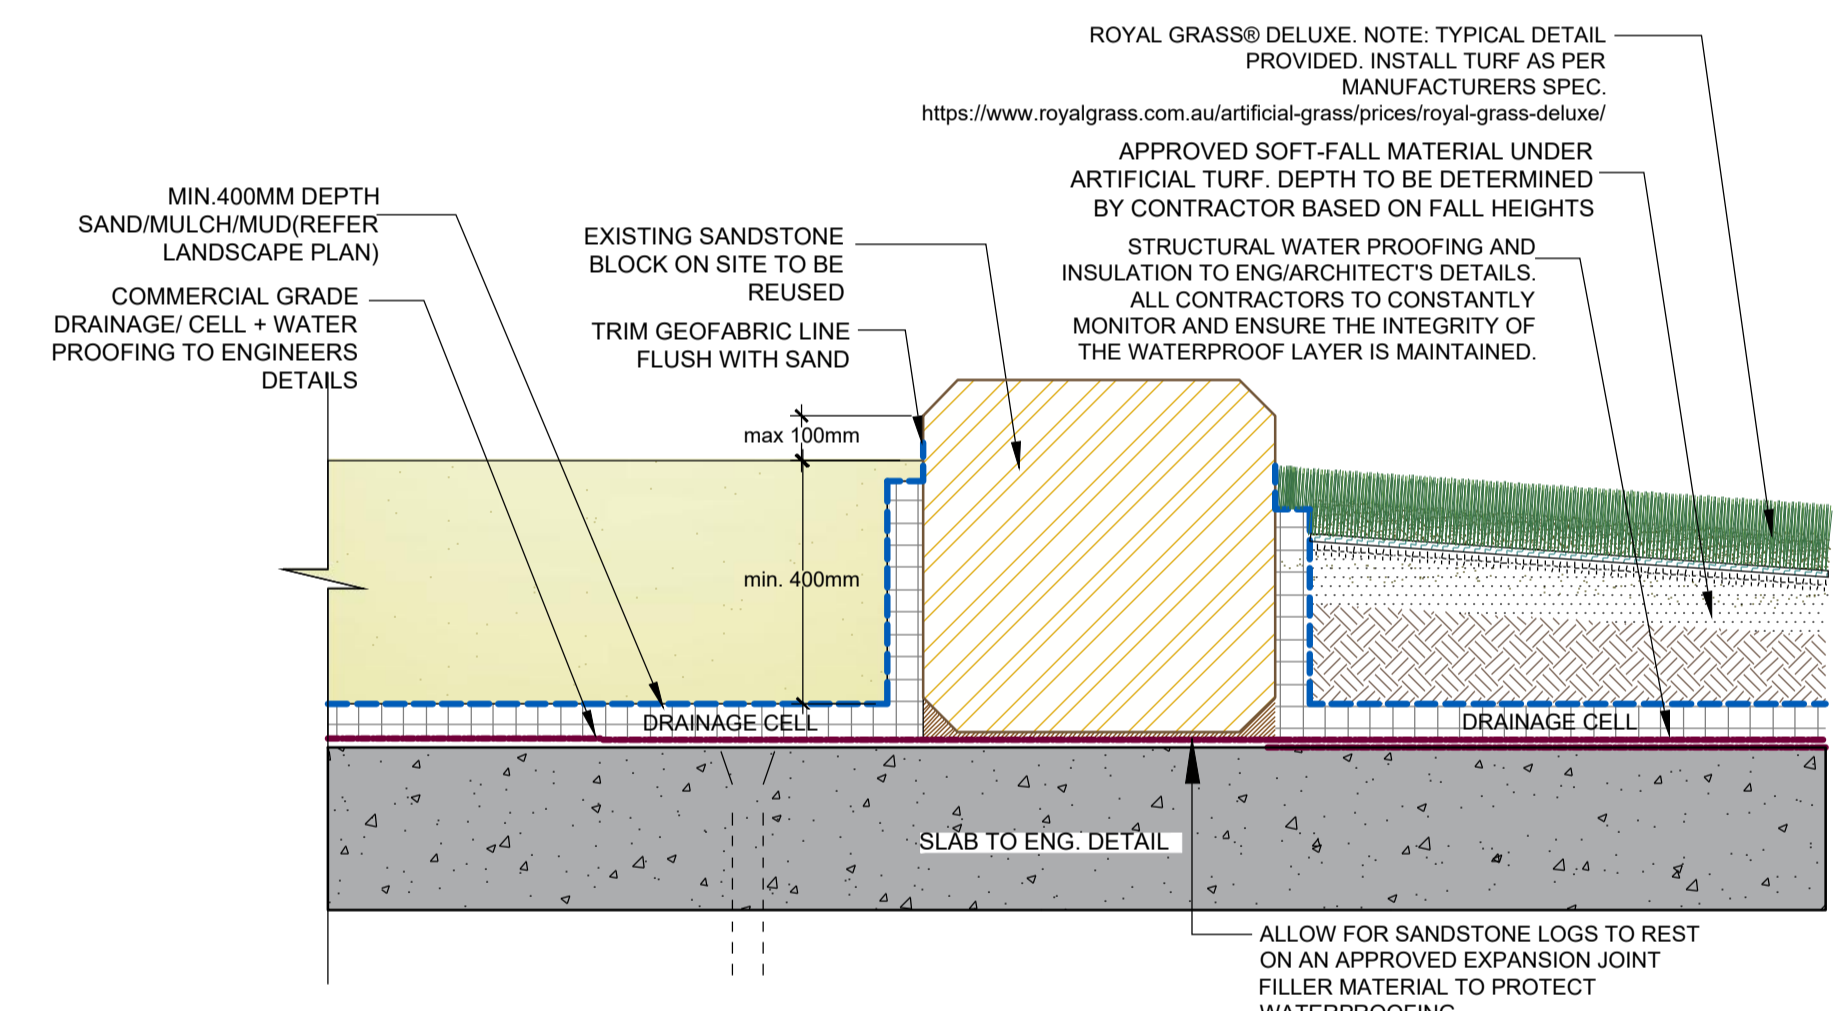 ROYAL GRASS® DELUXE. NOTE: TYPICAL DETAIL
PROVIDED. INSTALL TURF AS PER
MANUFACTURERS SPEC.
https://www.royalgrass.com.au/artificial-grass/prices/royal-grass-deluxe/
APPROVED SOFT-FALL MATERIAL UNDER
ARTIFICIAL TURF. DEPTH TO BE DETERMINED
BY CONTRACTOR BASED ON FALL HEIGHTS
STRUCTURAL WATER PROOFING AND
INSULATION TO ENG/ARCHITECT'S DETAILS.
ALL CONTRACTORS TO CONSTANTLY
MONITOR AND ENSURE THE INTEGRITY OF
THE WATERPROOF LAYER IS MAINTAINED.
MIN.400MM DEPTH
SAND/MULCH/MUD(REFER
LANDSCAPE PLAN)
COMMERCIAL GRADE
DRAINAGE/ CELL + WATER
PROOFING TO ENGINEERS
DETAILS
EXISTING SANDSTONE
BLOCK ON SITE TO BE
REUSED
TRIM GEOFABRIC LINE
FLUSH WITH SAND
max 100mm
min. 400mm
DRAINAGE CELL
DRAINAGE CELL
SLAB TO ENG. DETAIL
ALLOW FOR SANDSTONE LOGS TO REST
ON AN APPROVED EXPANSION JOINT
FILLER MATERIAL TO PROTECT
WATERPROOFING